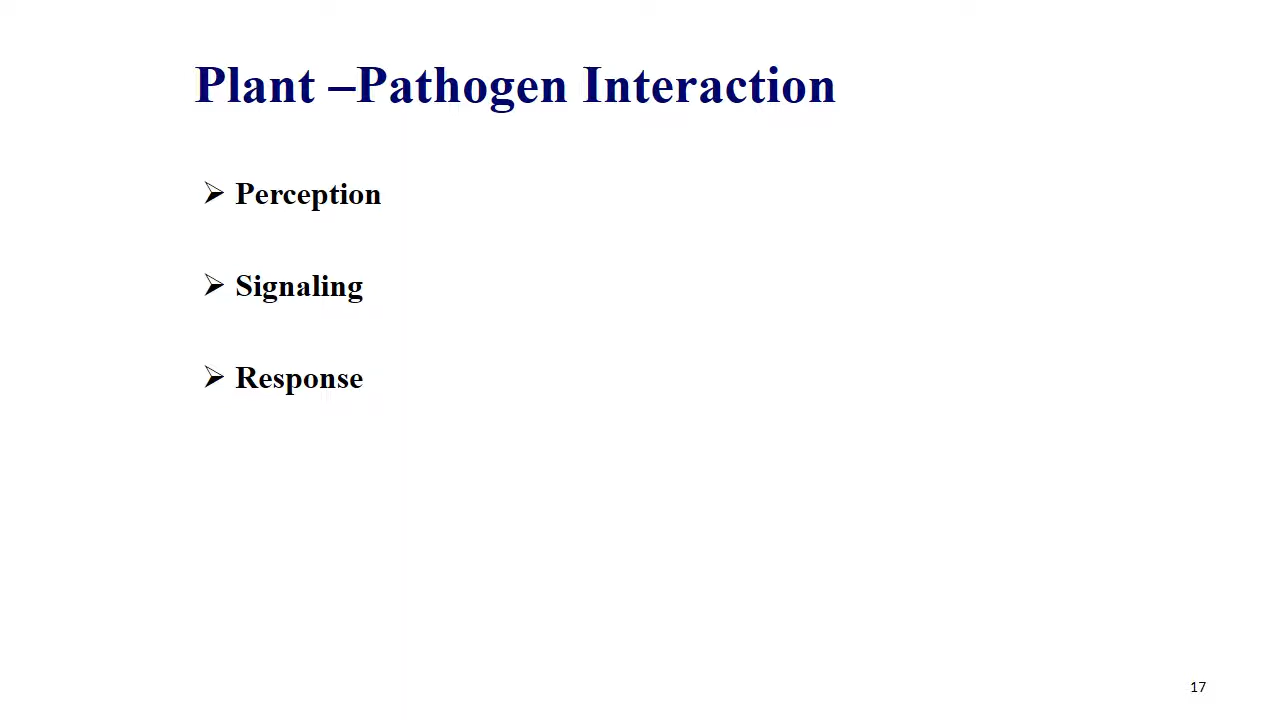 Plant –Pathogen Interaction
➢ Perception
➢ Signaling
➢ Response
17